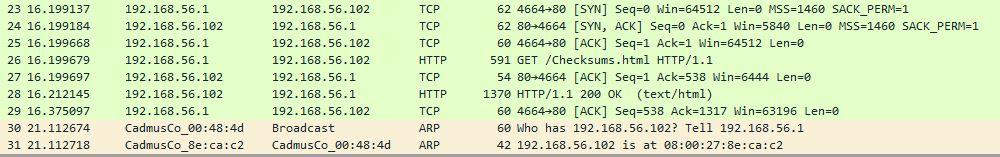 23 16.199137 192.168.56.1 192.168.56.102 TCP 62 4664→80 [SYN] Seq=0 Win=64512 Len=0 MSS=1460 SACK_PERM=1
24 16.199184 192.168.56.102 192.168.56.1 TCP 62 80→4664 [SYN, ACK] Seq=0 Ack=1 Win=5840 Len=0 MSS=1460 SACK_PERM=1
25 16.199668 192.168.56.1 192.168.56.102 TCP 60 4664→80 [ACK] Seq=1 Ack=1 Win=64512 Len=0
26 16.199679 192.168.56.1 192.168.56.102 HTTP 591 GET /Checksums.html HTTP/1.1
27 16.199697 192.168.56.102 192.168.56.1 TCP 54 80→4664 [ACK] Seq=1 Ack=538 Win=6444 Len=0
28 16.212145 192.168.56.102 192.168.56.1 HTTP 1370 HTTP/1.1 200 OK (text/html)
29 16.375097 192.168.56.1 192.168.56.102 TCP 60 4664→80 [ACK] Seq=538 Ack=1317 Win=63196 Len=0
30 21.112674 CadmusCo_00:48:4d Broadcast ARP 60 Who has 192.168.56.102? Tell 192.168.56.1
31 21.112718 CadmusCo_8e:ca:c2 CadmusCo_00:48:4d ARP 42 192.168.56.102 is at 08:00:27:8e:ca:c2